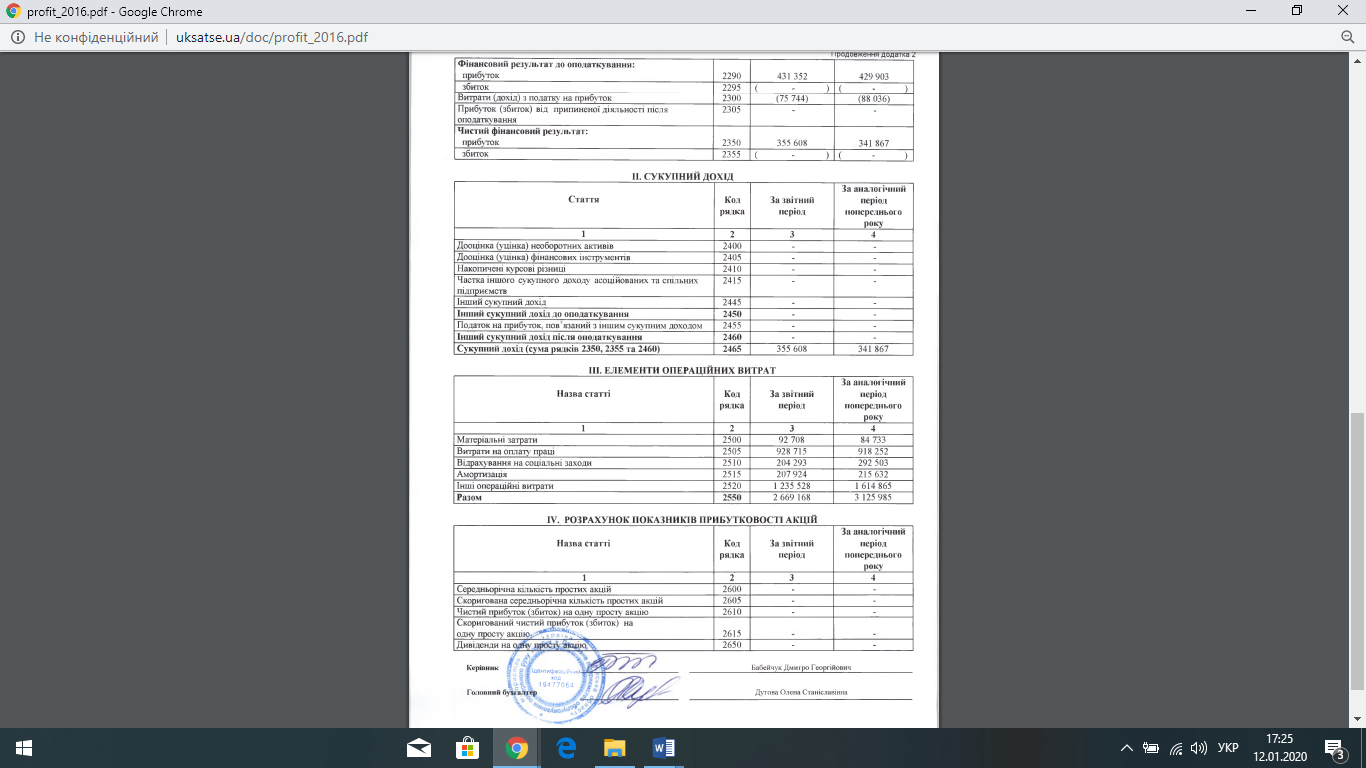 profit_2016.pdf - Google Chrome
Не конфіденційний | uksatse.ua/doc/profit_2016.pdf
Продовження додатка 2
Фінансовий результат до оподаткування:
прибуток 2290 431 352 429 903
збиток 2295 ( - ) ( - )
Витрати (дохід) з податку на прибуток 2300 (75 744) (88 036)
Прибуток (збиток) від припиненої діяльності після 2305 - -
оподаткування
Чистий фінансовий результат:
прибуток 2350 355 608 341 867
збиток 2355 ( - ) ( - )
ІІ. СУКУПНИЙ ДОХІД
За аналогічний
Стаття Код За звітний період
рядка період попереднього
року
1 2 3 4
Дооцінка (уцінка) необоротних активів 2400 - -
Дооцінка (уцінка) фінансових інструментів 2405 - -
Накопичені курсові різниці 2410 - -
Частка іншого сукупного доходу асоційованих та спільних 2415 - -
підприємств
Інший сукупний дохід 2445 - -
Інший сукупний дохід до оподаткування 2450 - -
Податок на прибуток, пов’язаний з іншим сукупним доходом 2455 - -
Інший сукупний дохід після оподаткування 2460 - -
Сукупний дохід (сума рядків 2350, 2355 та 2460) 2465 355 608 341 867
ІІІ. ЕЛЕМЕНТИ ОПЕРАЦІЙНИХ ВИТРАТ
За аналогічний
Назва статті Код За звітний період
рядка період попереднього
року
1 2 3 4
Матеріальні затрати 2500 92 708 84 733
Витрати на оплату праці 2505 928 715 918 252
Відрахування на соціальні заходи 2510 204 293 292 503
Амортизація 2515 207 924 215 632
Інші операційні витрати 2520 1 235 528 1 614 865
Разом 2550 2 669 168 3 125 985
ІV. РОЗРАХУНОК ПОКАЗНИКІВ ПРИБУТКОВОСТІ АКЦІЙ
За аналогічний
Назва статті Код За звітний період
рядка період попереднього
року
1 2 3 4
Середньорічна кількість простих акцій 2600 - -
Скоригована середньорічна кількість простих акцій 2605 - -
Чистий прибуток (збиток) на одну просту акцію 2610 - -
Скоригований чистий прибуток (збиток) на
одну просту акцію 2615 - -
Дивіденди на одну просту акцію 2650 - -
Керівник Бабейчук Дмитро Георгійович
Ідентифікаційний
код
19477064
Головний бухгалтер Дутова Олена Станіславівна
УКР
17:25
12.01.2020
3